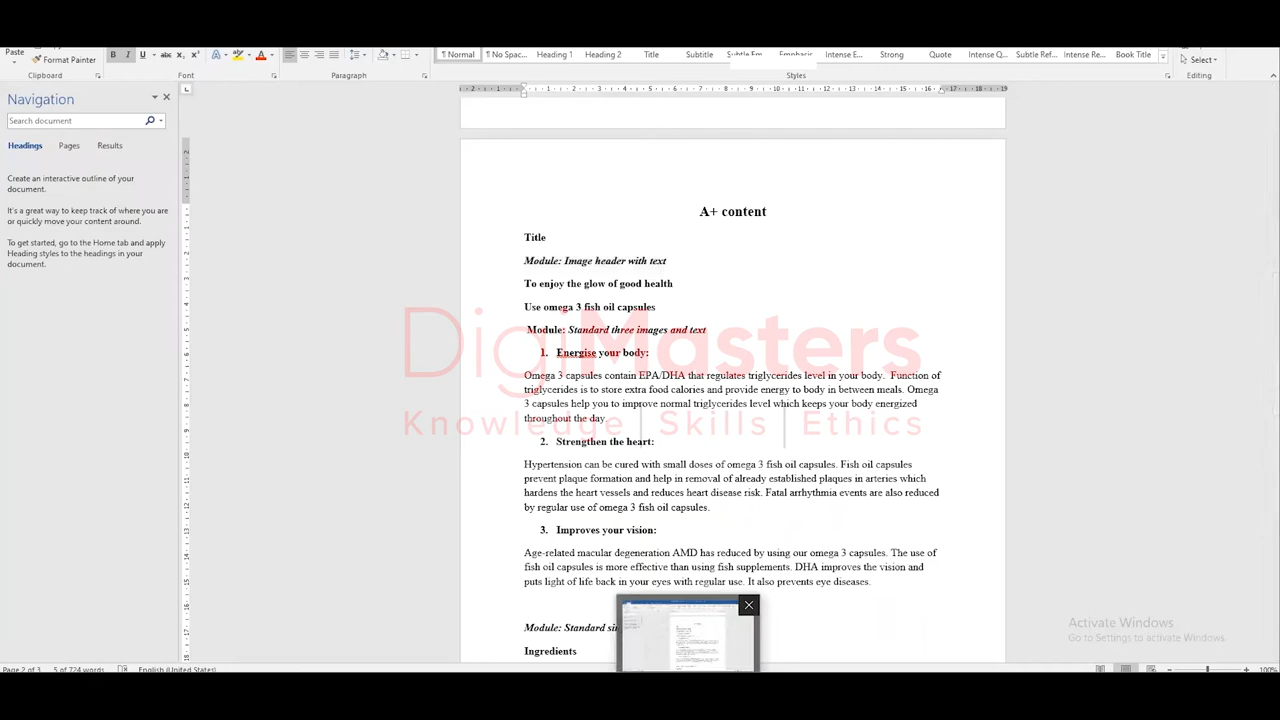 Paste
Format Painter
Clipboard
Font
Paragraph
Styles
Editing
¶ Normal
¶ No Spac...
Heading 1
Heading 2
Title
Subtitle
Subtle Em...
Emphasis
Intense E...
Strong
Quote
Intense Q...
Subtle Ref...
Intense Re...
Book Title
Select
Navigation
Search document
Headings Pages Results
Create an interactive outline of your
document.
It's a great way to keep track of where you are
or quickly move your content around.
To get started, go to the Home tab and apply
Heading styles to the headings in your
document.
A+ content
Title
Module: Image header with text
To enjoy the glow of good health
Use omega 3 fish oil capsules
Module: Standard three images and text
1. Energise your body:
Omega 3 capsules contain EPA/DHA that regulates triglycerides level in your body. Function of
triglycerides is to store extra food calories and provide energy to body in between meals. Omega
3 capsules help you to improve normal triglycerides level which keeps your body energized
throughout the day
2. Strengthen the heart:
Hypertension can be cured with small doses of omega 3 fish oil capsules. Fish oil capsules
prevent plaque formation and help in removal of already established plaques in arteries which
hardens the heart vessels and reduces heart disease risk. Fatal arrhythmia events are also reduced
by regular use of omega 3 fish oil capsules.
3. Improves your vision:
Age-related macular degeneration AMD has reduced by using our omega 3 capsules. The use of
fish oil capsules is more effective than using fish supplements. DHA improves the vision and
puts light of life back in your eyes with regular use. It also prevents eye diseases.
Module: Standard
Ingredients
DigiMasters
Knowledge | Skills | Ethics
Activate Windows
Go to Settings to activate Windows.
Page 2 of 3 5 of 724 words English (United States)
100%